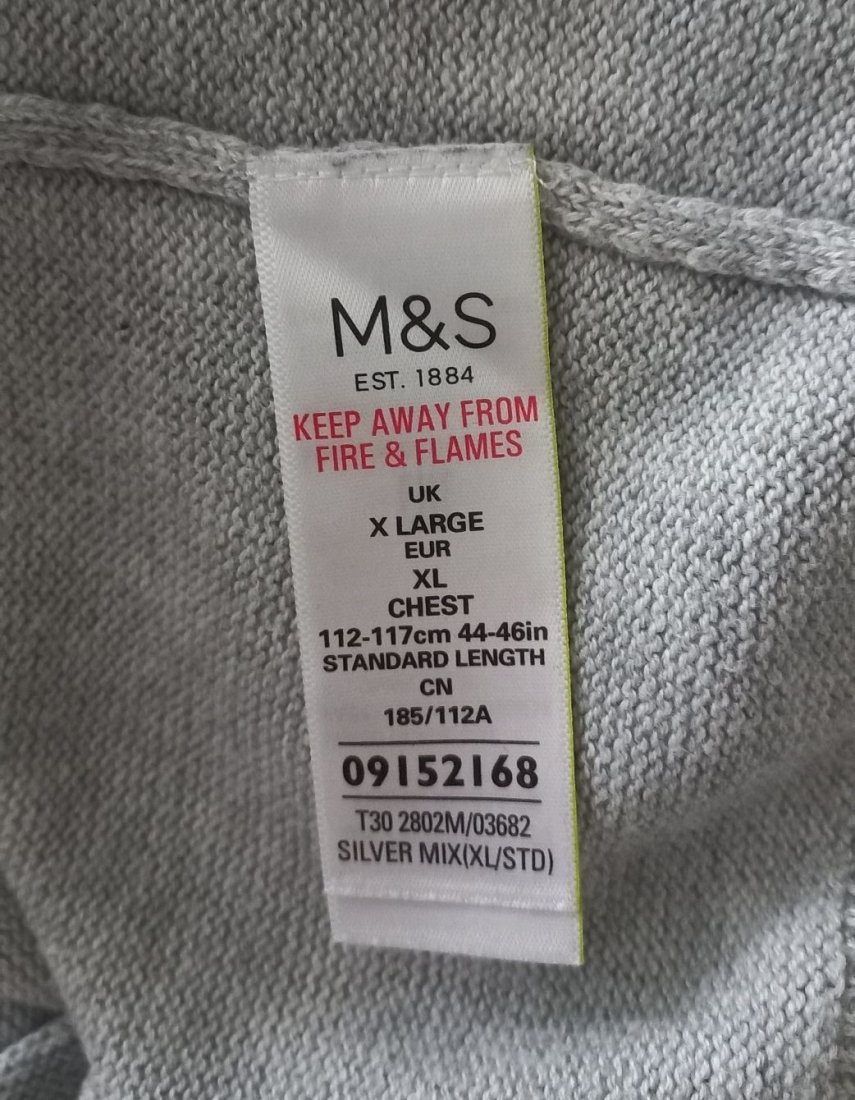 M&S
EST. 1884
KEEP AWAY FROM
FIRE & FLAMES
UK
X LARGE
EUR
XL
CHEST
112-117cm 44-46in
STANDARD LENGTH
CN
185/112A
09152168
T30 2802M/03682
SILVER MIX(XL/STD)